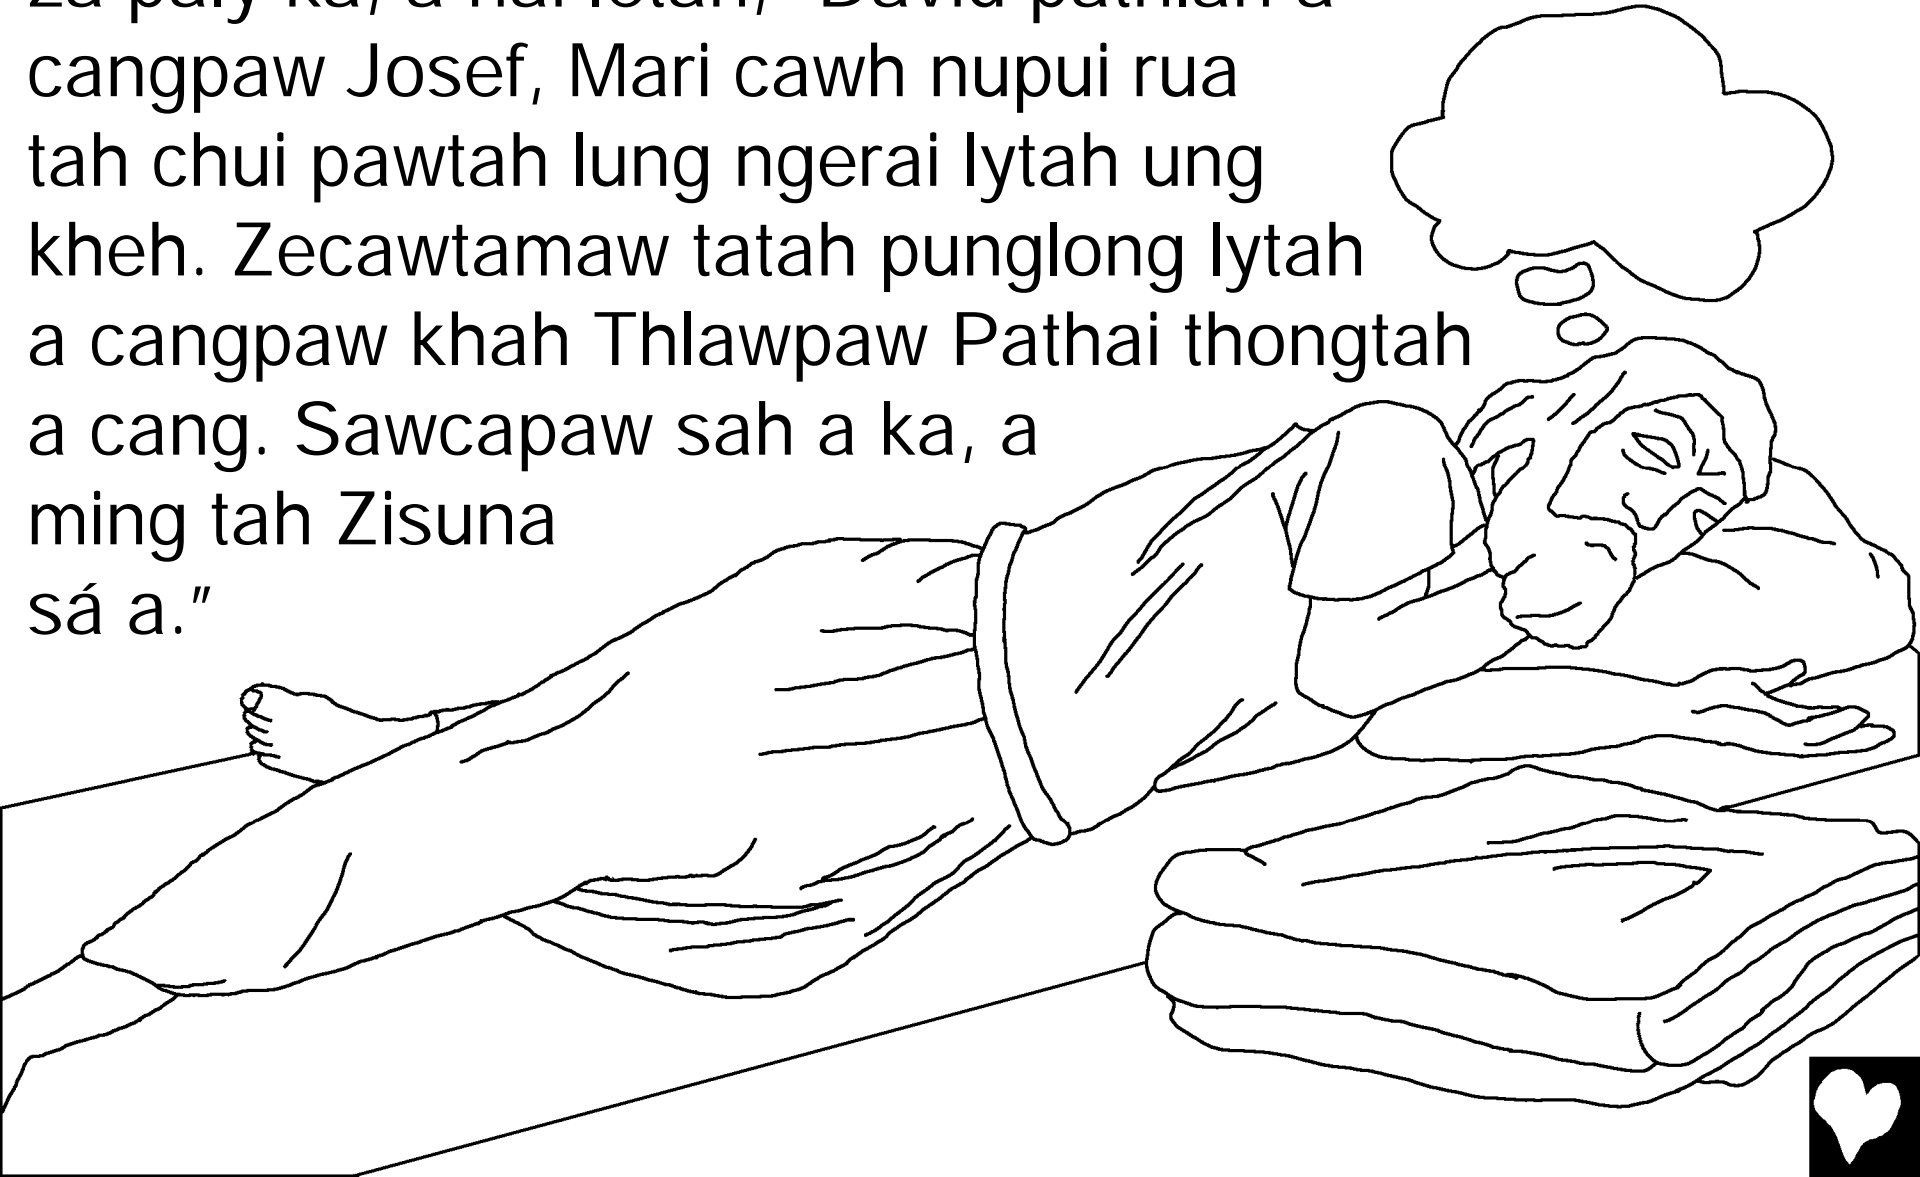 cangpaw Josef, Mari cawh nupui rua
tah chui pawtah lung ngerai lytah ung
kheh. Zecawtamaw tatah punglong lytah
a cangpaw khah Thlawpaw Pathai thongtah
a cang. Sawcapaw sah a ka, a
ming tah Zisuna
sá a."